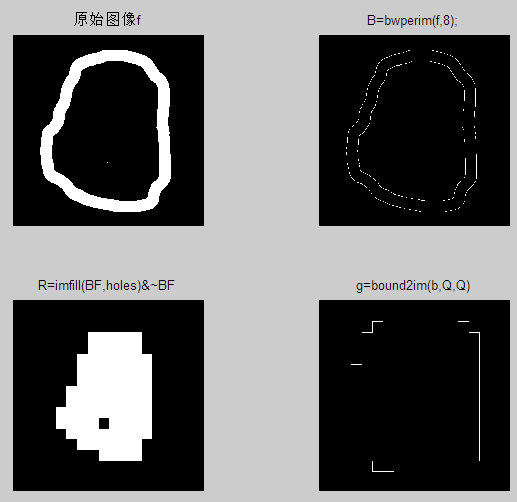 原始图像f
B=bwperim(f,8);
R=imfill(BF,holes)&~BF
g=bound2im(b,Q,Q)